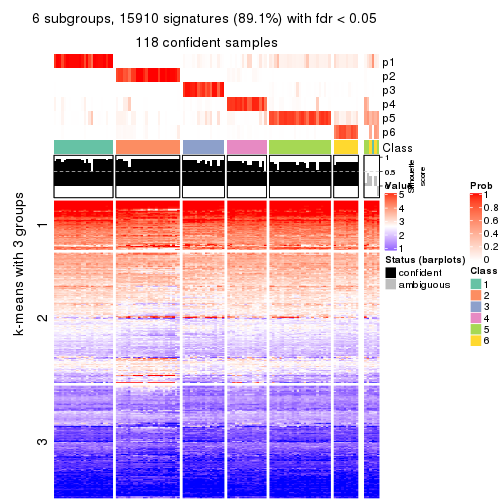 6 subgroups, 15910 signatures (89.1%) with fdr < 0.05
118 confident samples
p1
p2
p3
p4
p5
p6
Class
1
0.5
0
Silhouette score
k-means with 3 groups
1
2
3
Value
5
4
3
2
1
Status (barplots)
confident
ambiguous
Prob
1
0.8
0.6
0.4
0.2
0
Class
1
2
3
4
5
6